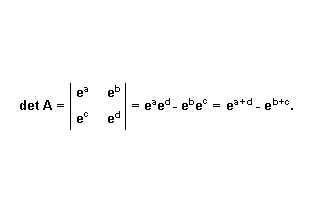 det A = | eᵃ eᵇ |
| eᶜ eᵈ | = eᵃeᵈ - eᵇeᶜ = eᵃ⁺ᵈ - eᵇ⁺ᶜ.